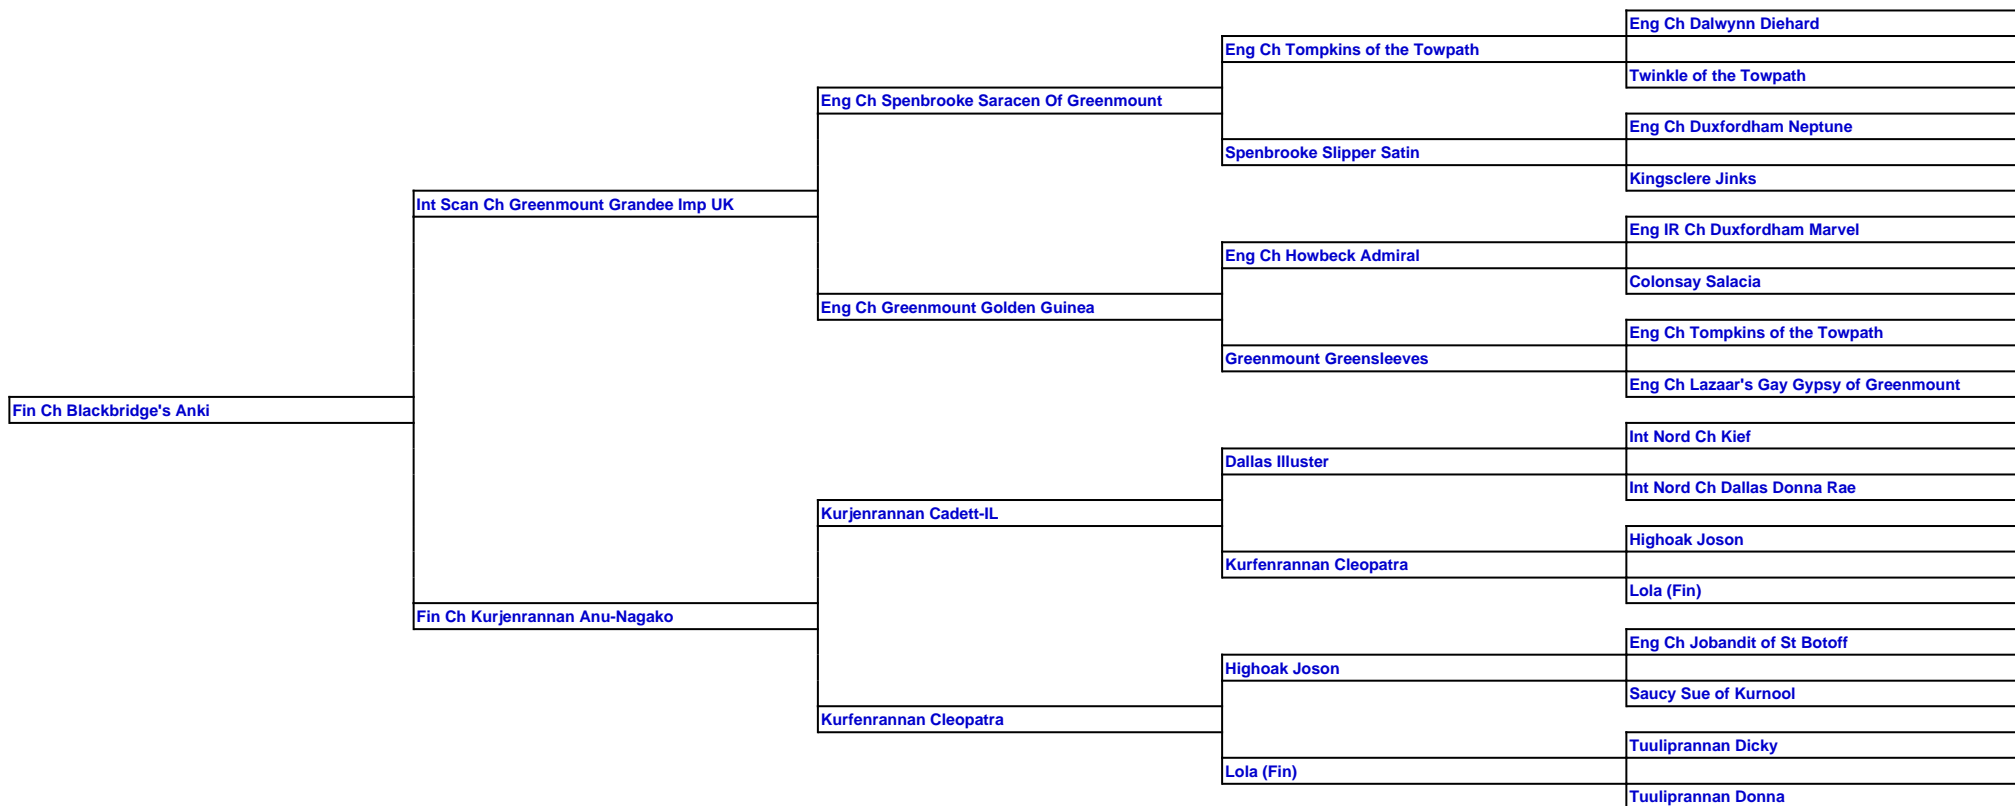 Eng Ch Dalwynn Diehard
Eng Ch Tompkins of the Towpath
Twinkle of the Towpath
Eng Ch Spenbrooke Saracen Of Greenmount
Eng Ch Duxfordham Neptune
Spenbrooke Slipper Satin
Kingsclere Jinks
Int Scan Ch Greenmount Grandee Imp UK
Eng IR Ch Duxfordham Marvel
Eng Ch Howbeck Admiral
Colonsay Salacia
Eng Ch Greenmount Golden Guinea
Eng Ch Tompkins of the Towpath
Greenmount Greensleeves
Eng Ch Lazaar's Gay Gypsy of Greenmount
Fin Ch Blackbridge's Anki
Int Nord Ch Kief
Dallas Illuster
Int Nord Ch Dallas Donna Rae
Kurjenrannan Cadett-IL
Highoak Joson
Kurfenrannan Cleopatra
Lola (Fin)
Fin Ch Kurjenrannan Anu-Nagako
Eng Ch Jobandit of St Botoff
Highoak Joson
Saucy Sue of Kurnool
Kurfenrannan Cleopatra
Tuuliprannan Dicky
Lola (Fin)
Tuuliprannan Donna